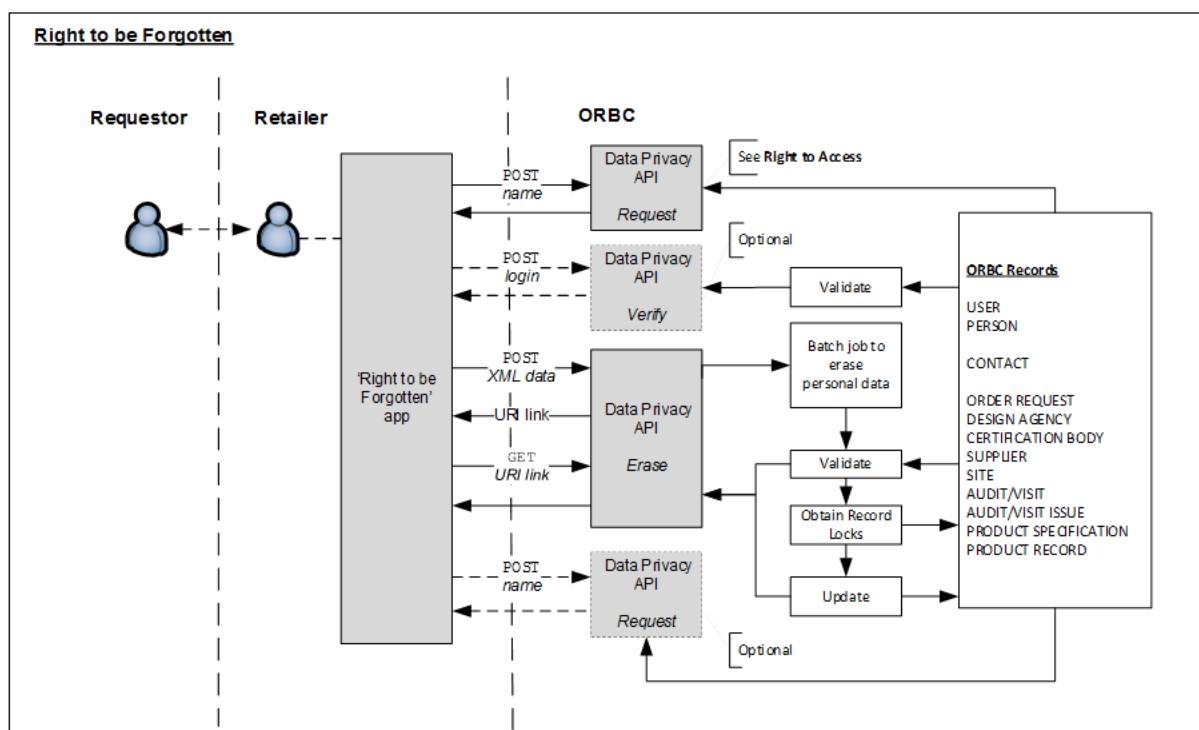 Right to be Forgotten
Requestor
Retailer
ORBC
'Right to be
Forgotten'
app
POST
name
Data Privacy
API
Request
See Right to Access
POST
login
Data Privacy
API
Verify
Optional
Validate
POST
XML data
URI link
GET
URI link
Data Privacy
API
Erase
Batch job to
erase
personal data
Validate
Obtain Record
Locks
Update
POST
name
Data Privacy
API
Request
Optional
ORBC Records
USER
PERSON
CONTACT
ORDER REQUEST
DESIGN AGENCY
CERTIFICATION BODY
SUPPLIER
SITE
AUDIT/VISIT
AUDIT/VISIT ISSUE
PRODUCT SPECIFICATION
PRODUCT RECORD